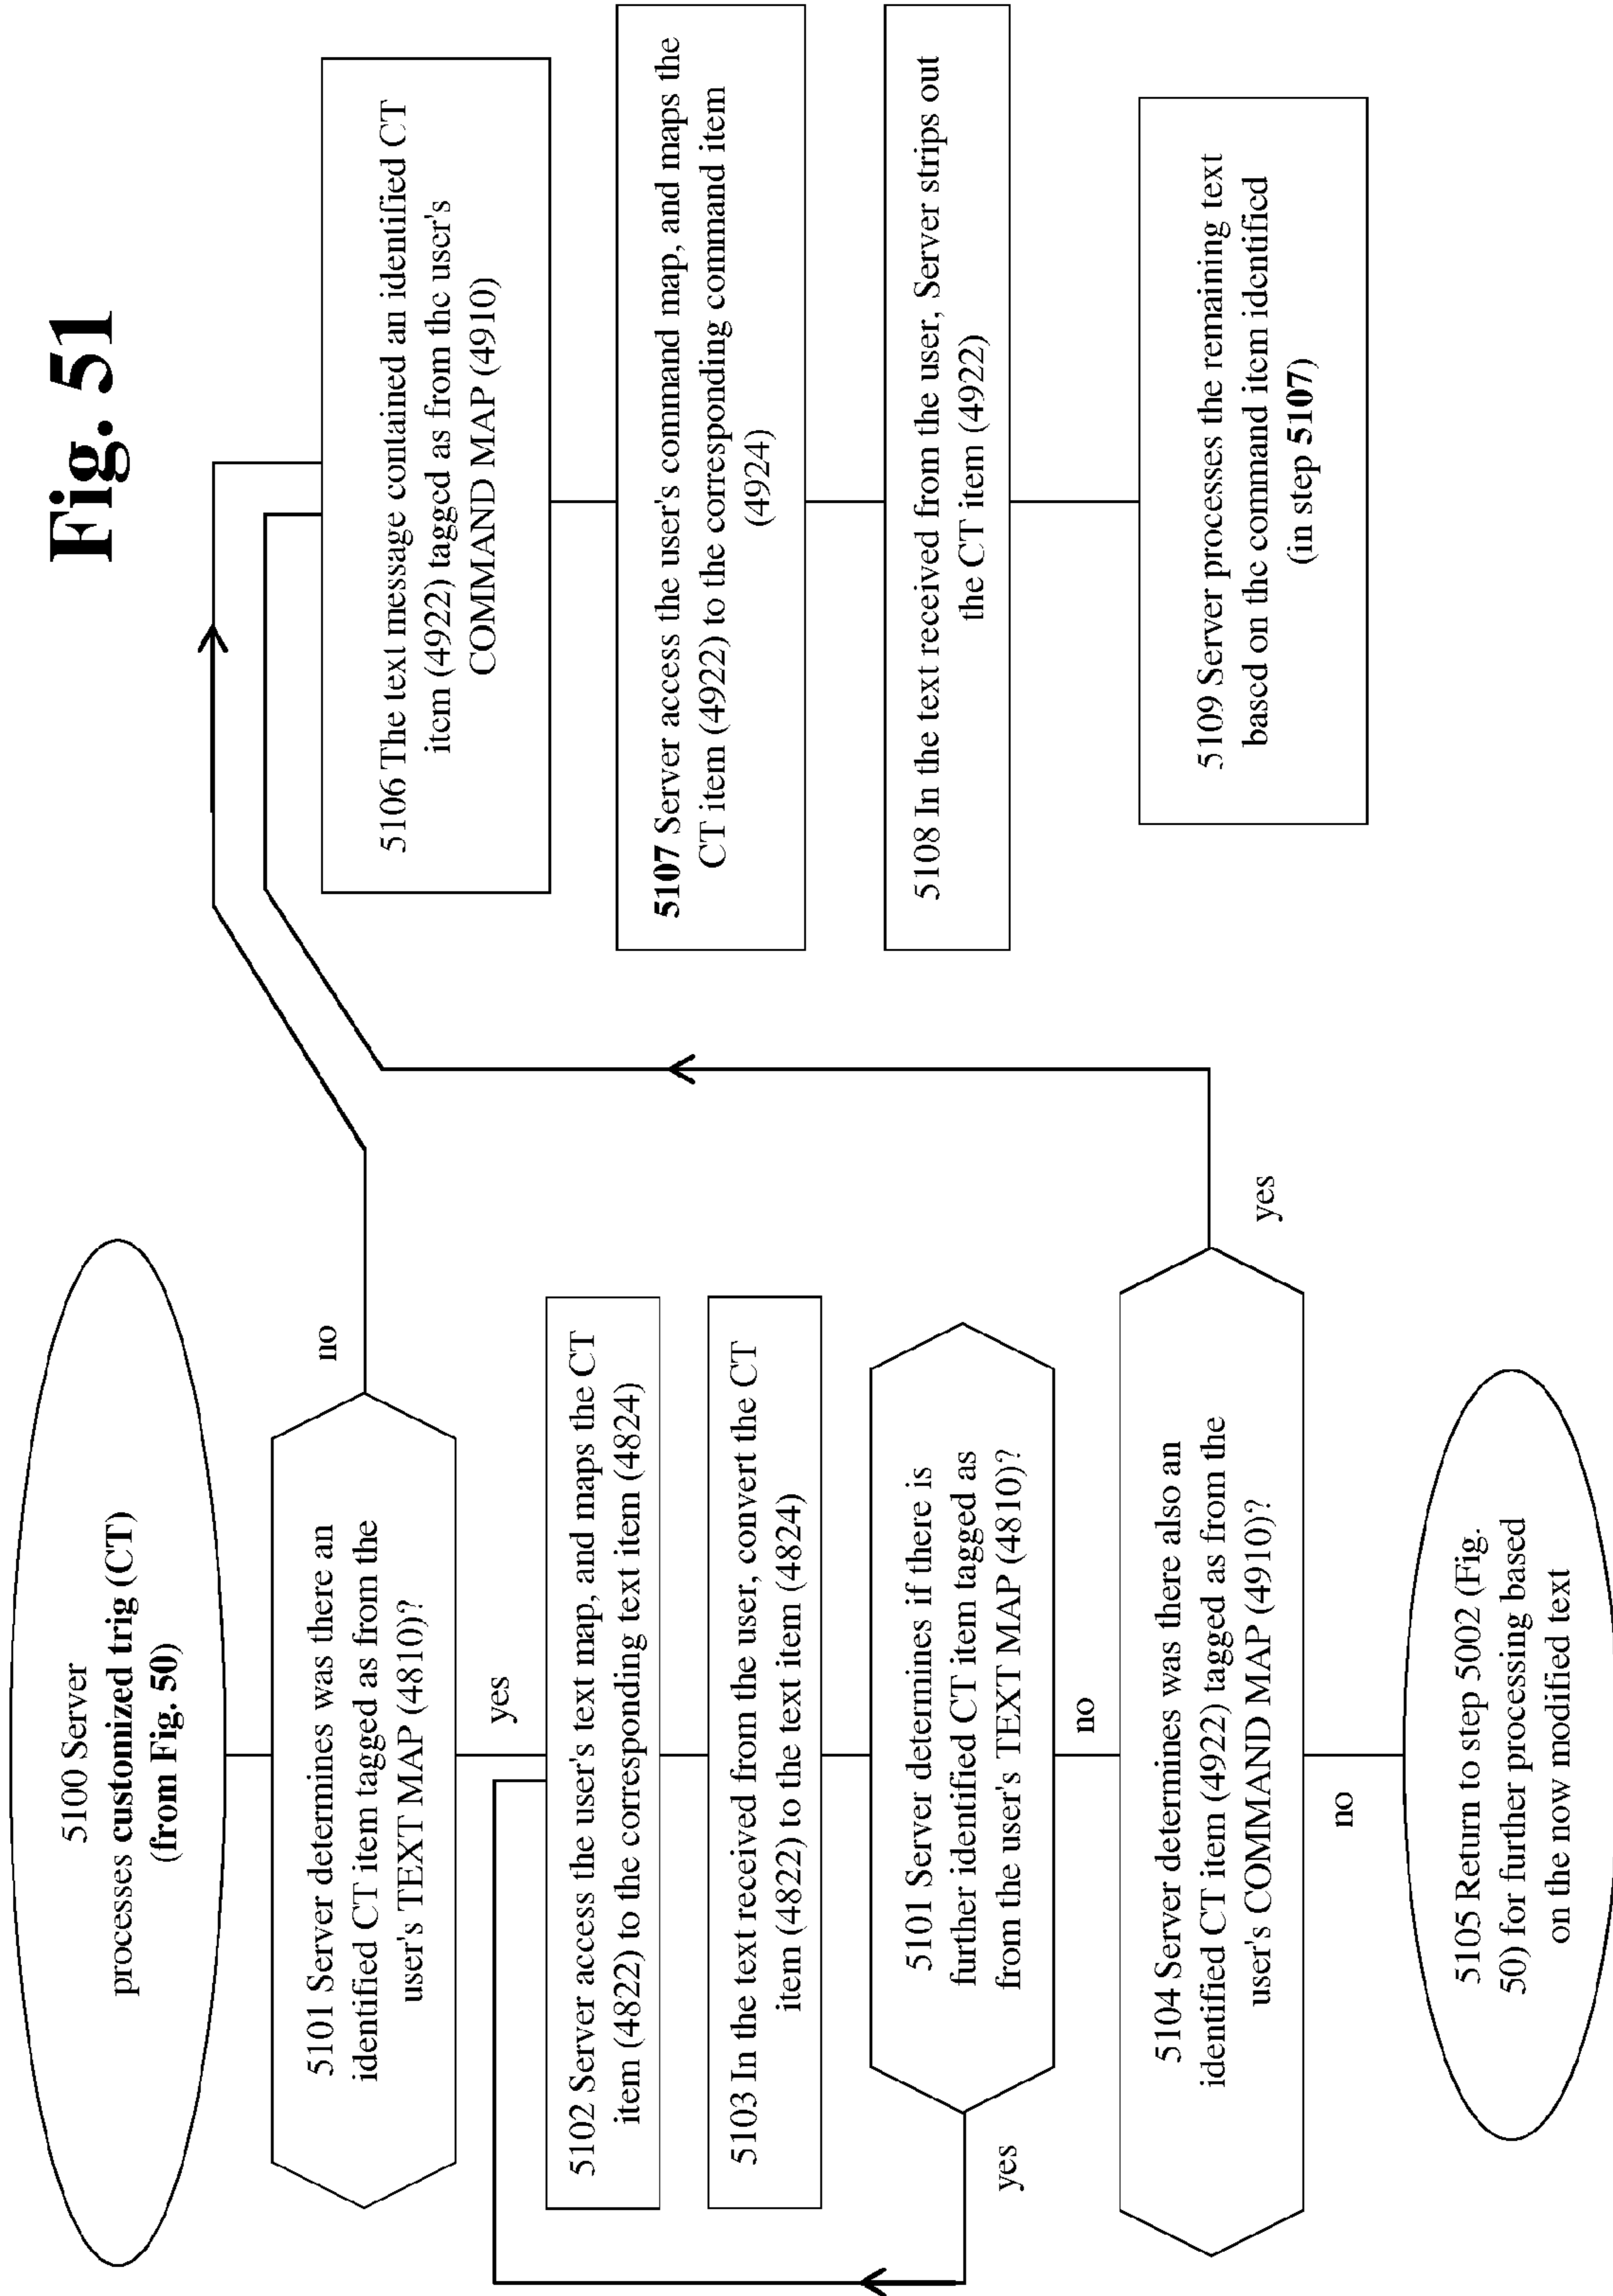 Fig. 51
5100 Server
processes customized trig (CT)
(from Fig. 50)
5101 Server determines was there an
identified CT item tagged as from the
user's TEXT MAP (4810)?
no
yes
5102 Server access the user's text map, and maps the CT
item (4822) to the corresponding text item (4824)
5103 In the text received from the user, convert the CT
item (4822) to the text item (4824)
5101 Server determines if there is
further identified CT item tagged as
from the user's TEXT MAP (4810)?
yes
no
5104 Server determines was there also an
identified CT item (4922) tagged as from the
user's COMMAND MAP (4910)?
yes
no
5105 Return to step 5002 (Fig.
50) for further processing based
on the now modified text
5106 The text message contained an identified CT
item (4922) tagged as from the user's
COMMAND MAP (4910)
5107 Server access the user's command map, and maps the
CT item (4922) to the corresponding command item
(4924)
5108 In the text received from the user, Server strips out
the CT item (4922)
5109 Server processes the remaining text
based on the command item identified
(in step 5107)